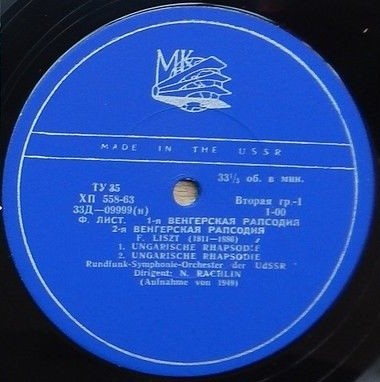 МК
MADE IN THE USSR
33⅓ об. в мин.
ТУ 35
ХП 558-63
Вторая гр-1
33Д—09999(н)
1-00
Ф. ЛИСТ. 1-я ВЕНГЕРСКАЯ РАПСОДИЯ
2-я ВЕНГЕРСКАЯ РАПСОДИЯ
F. LISZT (1811—1886)
1. UNGARISCHE RHAPSODIE
2. UNGARISCHE RHAPSODIE
Rundfunk-Symphonie-Orchester der UdSSR
Dirigent: N. RACHLIN
(Aufnahme von 1949)